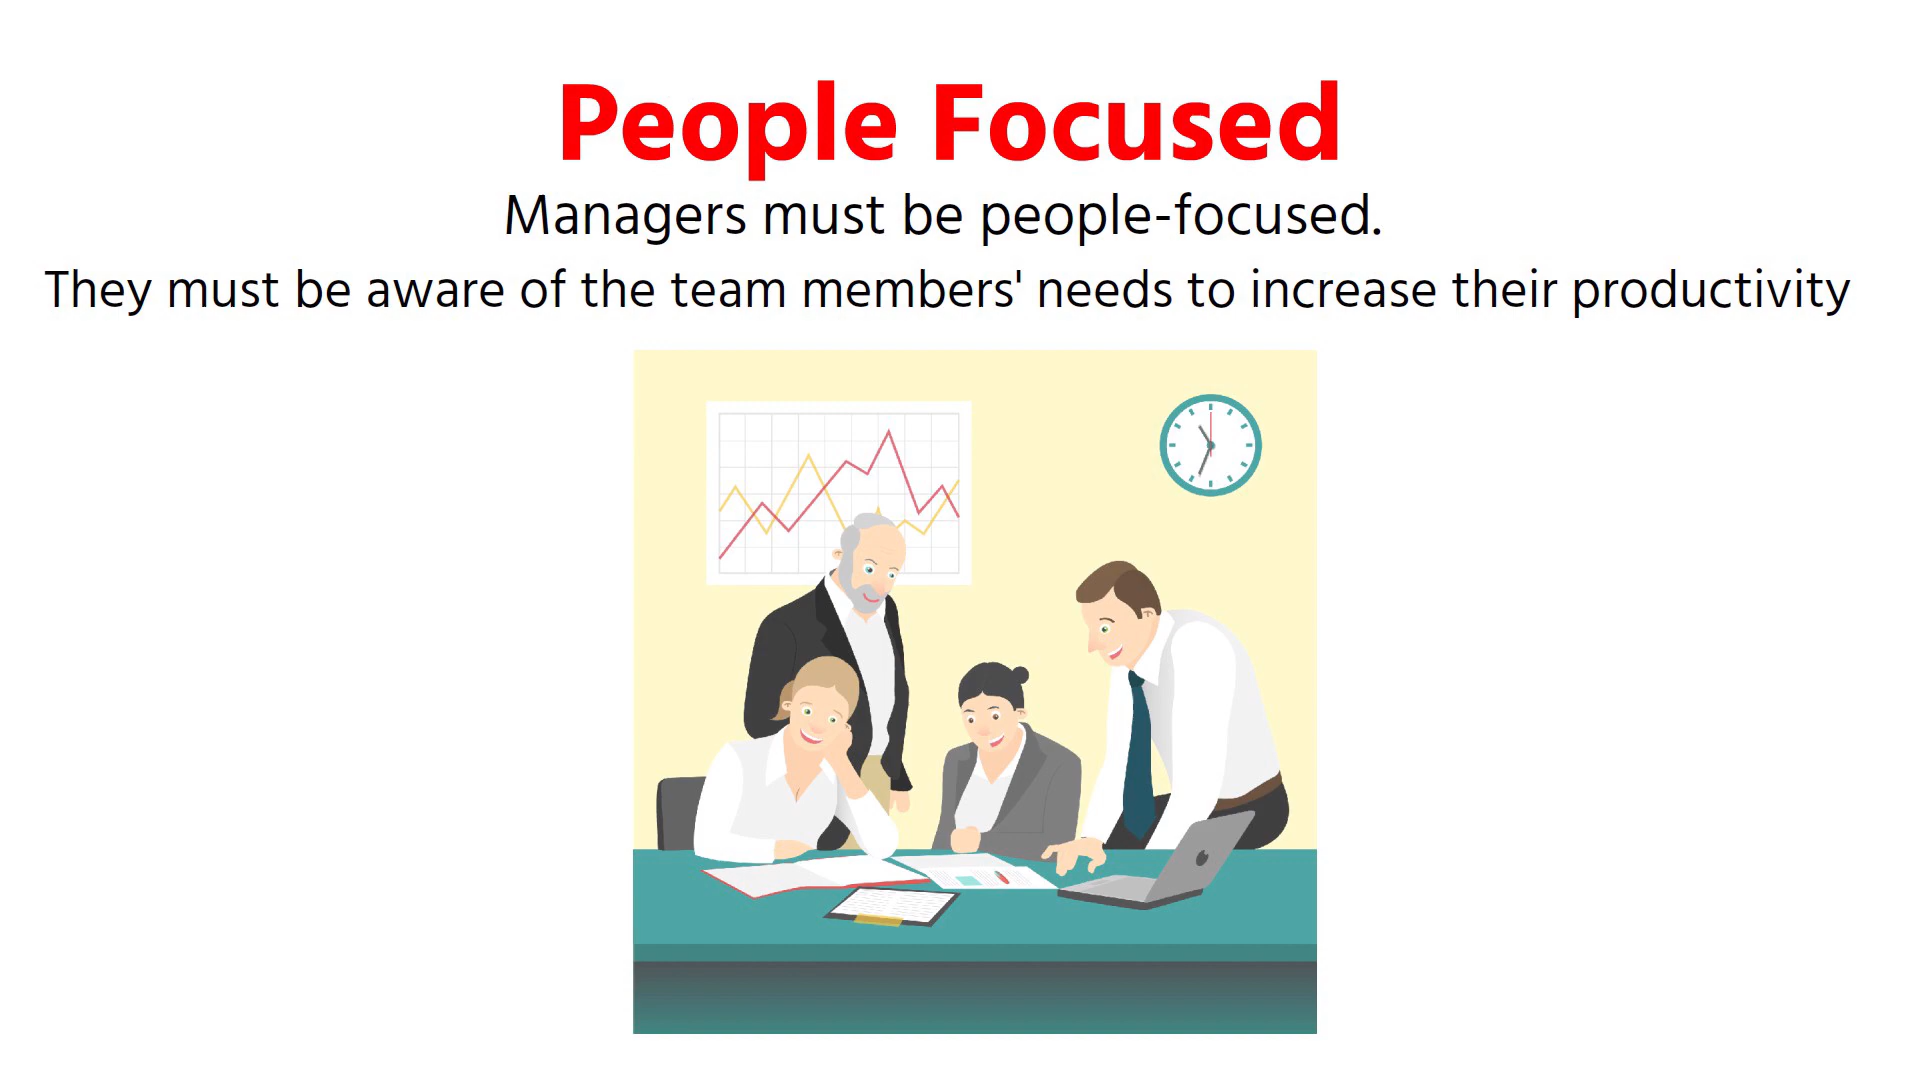 People Focused
Managers must be people-focused.
They must be aware of the team members' needs to increase their productivity